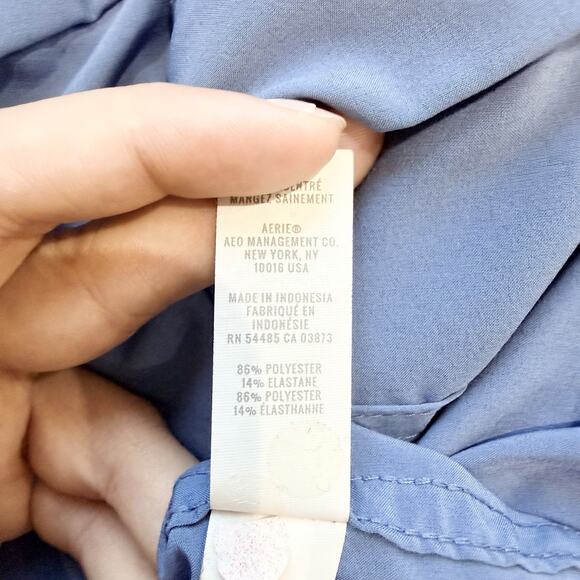 MARGEZ SAINEMENT
AERIE®
AEO MANAGEMENT CO.
NEW YORK, NY
10016 USA
MADE IN INDONESIA
FABRIQUÉ EN
INDONÉSIE
RN 54485 CA 03873
86% POLYESTER
14% ELASTANE
86% POLYESTER
14% ÉLASTHANNE